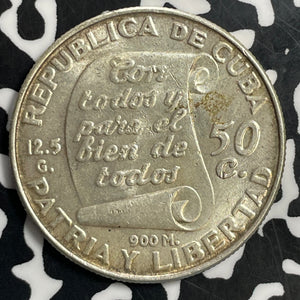 REPUBLICA DE CUBA
Con
todos y
para el
bien de
todos
12.5
G.
50
C.
900 M.
PATRIA Y LIBERTAD